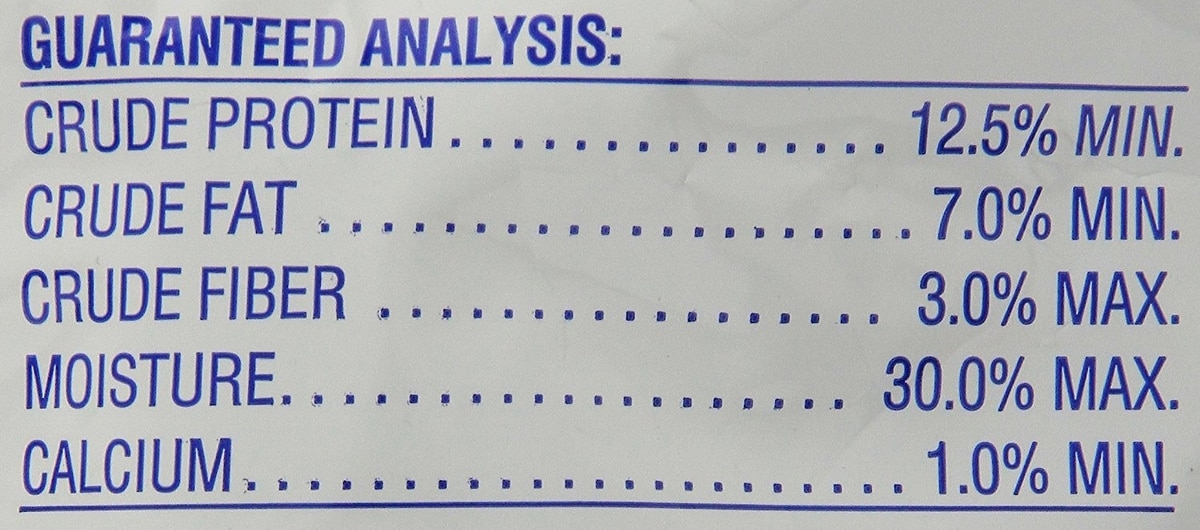 GUARANTEED ANALYSIS:
CRUDE PROTEIN . . . . . . . . . . . . . . 12.5% MIN.
CRUDE FAT . . . . . . . . . . . . . . . . . . . 7.0% MIN.
CRUDE FIBER . . . . . . . . . . . . . . . . 3.0% MAX.
MOISTURE. . . . . . . . . . . . . . . . . . 30.0% MAX.
CALCIUM . . . . . . . . . . . . . . . . . . . . . 1.0% MIN.